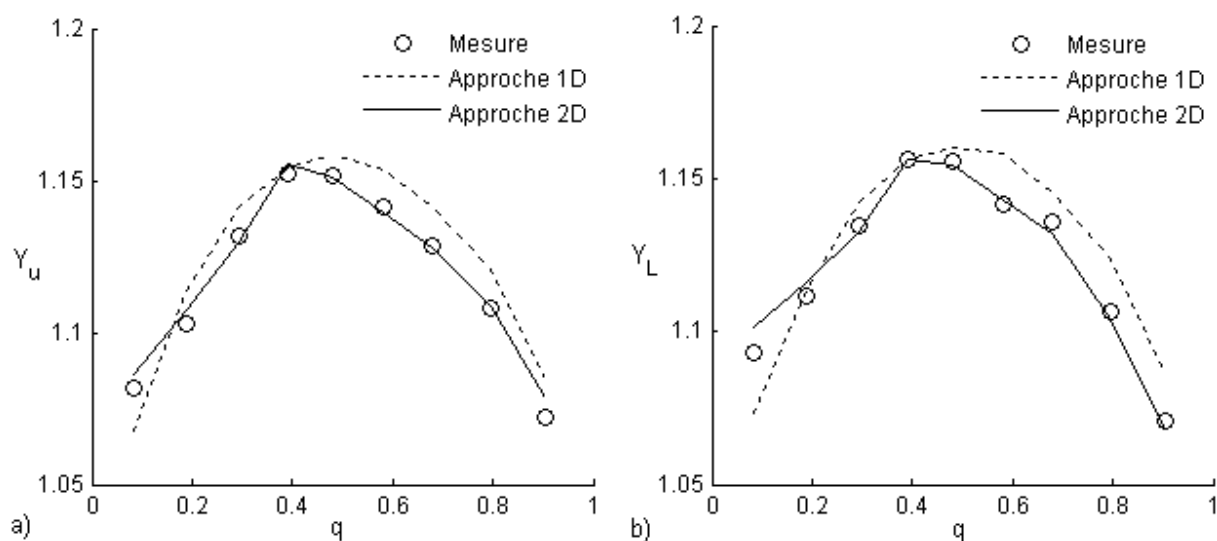 1.2
Mesure
Approche 1D
Approche 2D
1.15
Y_u
1.1
1.05
0
0.2
0.4
0.6
0.8
1
a)
q
1.2
Mesure
Approche 1D
Approche 2D
1.15
Y_L
1.1
1.05
0
0.2
0.4
0.6
0.8
1
b)
q